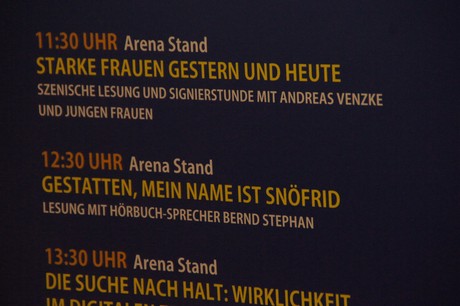 11:30 UHR Arena Stand
STARKE FRAUEN GESTERN UND HEUTE
SZENISCHE LESUNG UND SIGNIERSTUNDE MIT ANDREAS VENZKE
UND JUNGEN FRAUEN
12:30 UHR Arena Stand
GESTATTEN, MEIN NAME IST SNÖFRID
LESUNG MIT HÖRBUCH-SPRECHER BERND STEPHAN
13:30 UHR Arena Stand
DIE SUCHE NACH HALT: WIRKLICHKEIT
IM DIGITALEN